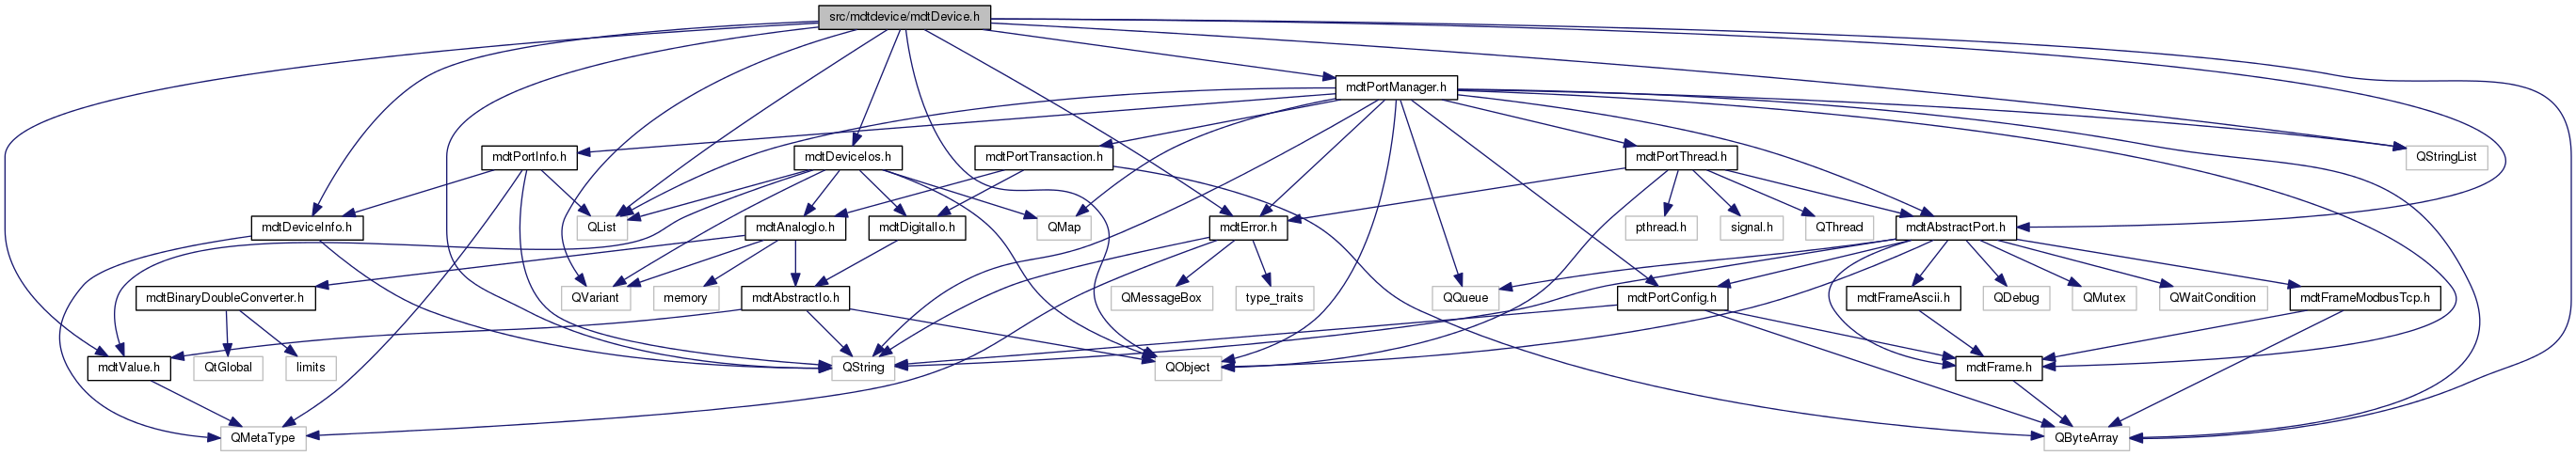 src/mdtdevice/mdtDevice.h
mdtPortManager.h
mdtPortInfo.h
mdtDeviceIos.h
mdtPortTransaction.h
mdtPortThread.h
QStringList
mdtDeviceInfo.h
QList
mdtAnalogIo.h
mdtDigitalIo.h
QMap
mdtError.h
pthread.h
signal.h
QThread
mdtAbstractPort.h
mdtBinaryDoubleConverter.h
QVariant
memory
mdtAbstractIo.h
QMessageBox
type_traits
QQueue
mdtPortConfig.h
mdtFrameAscii.h
QDebug
QMutex
QWaitCondition
mdtFrameModbusTcp.h
mdtValue.h
QtGlobal
limits
QString
QObject
mdtFrame.h
QMetaType
QByteArray